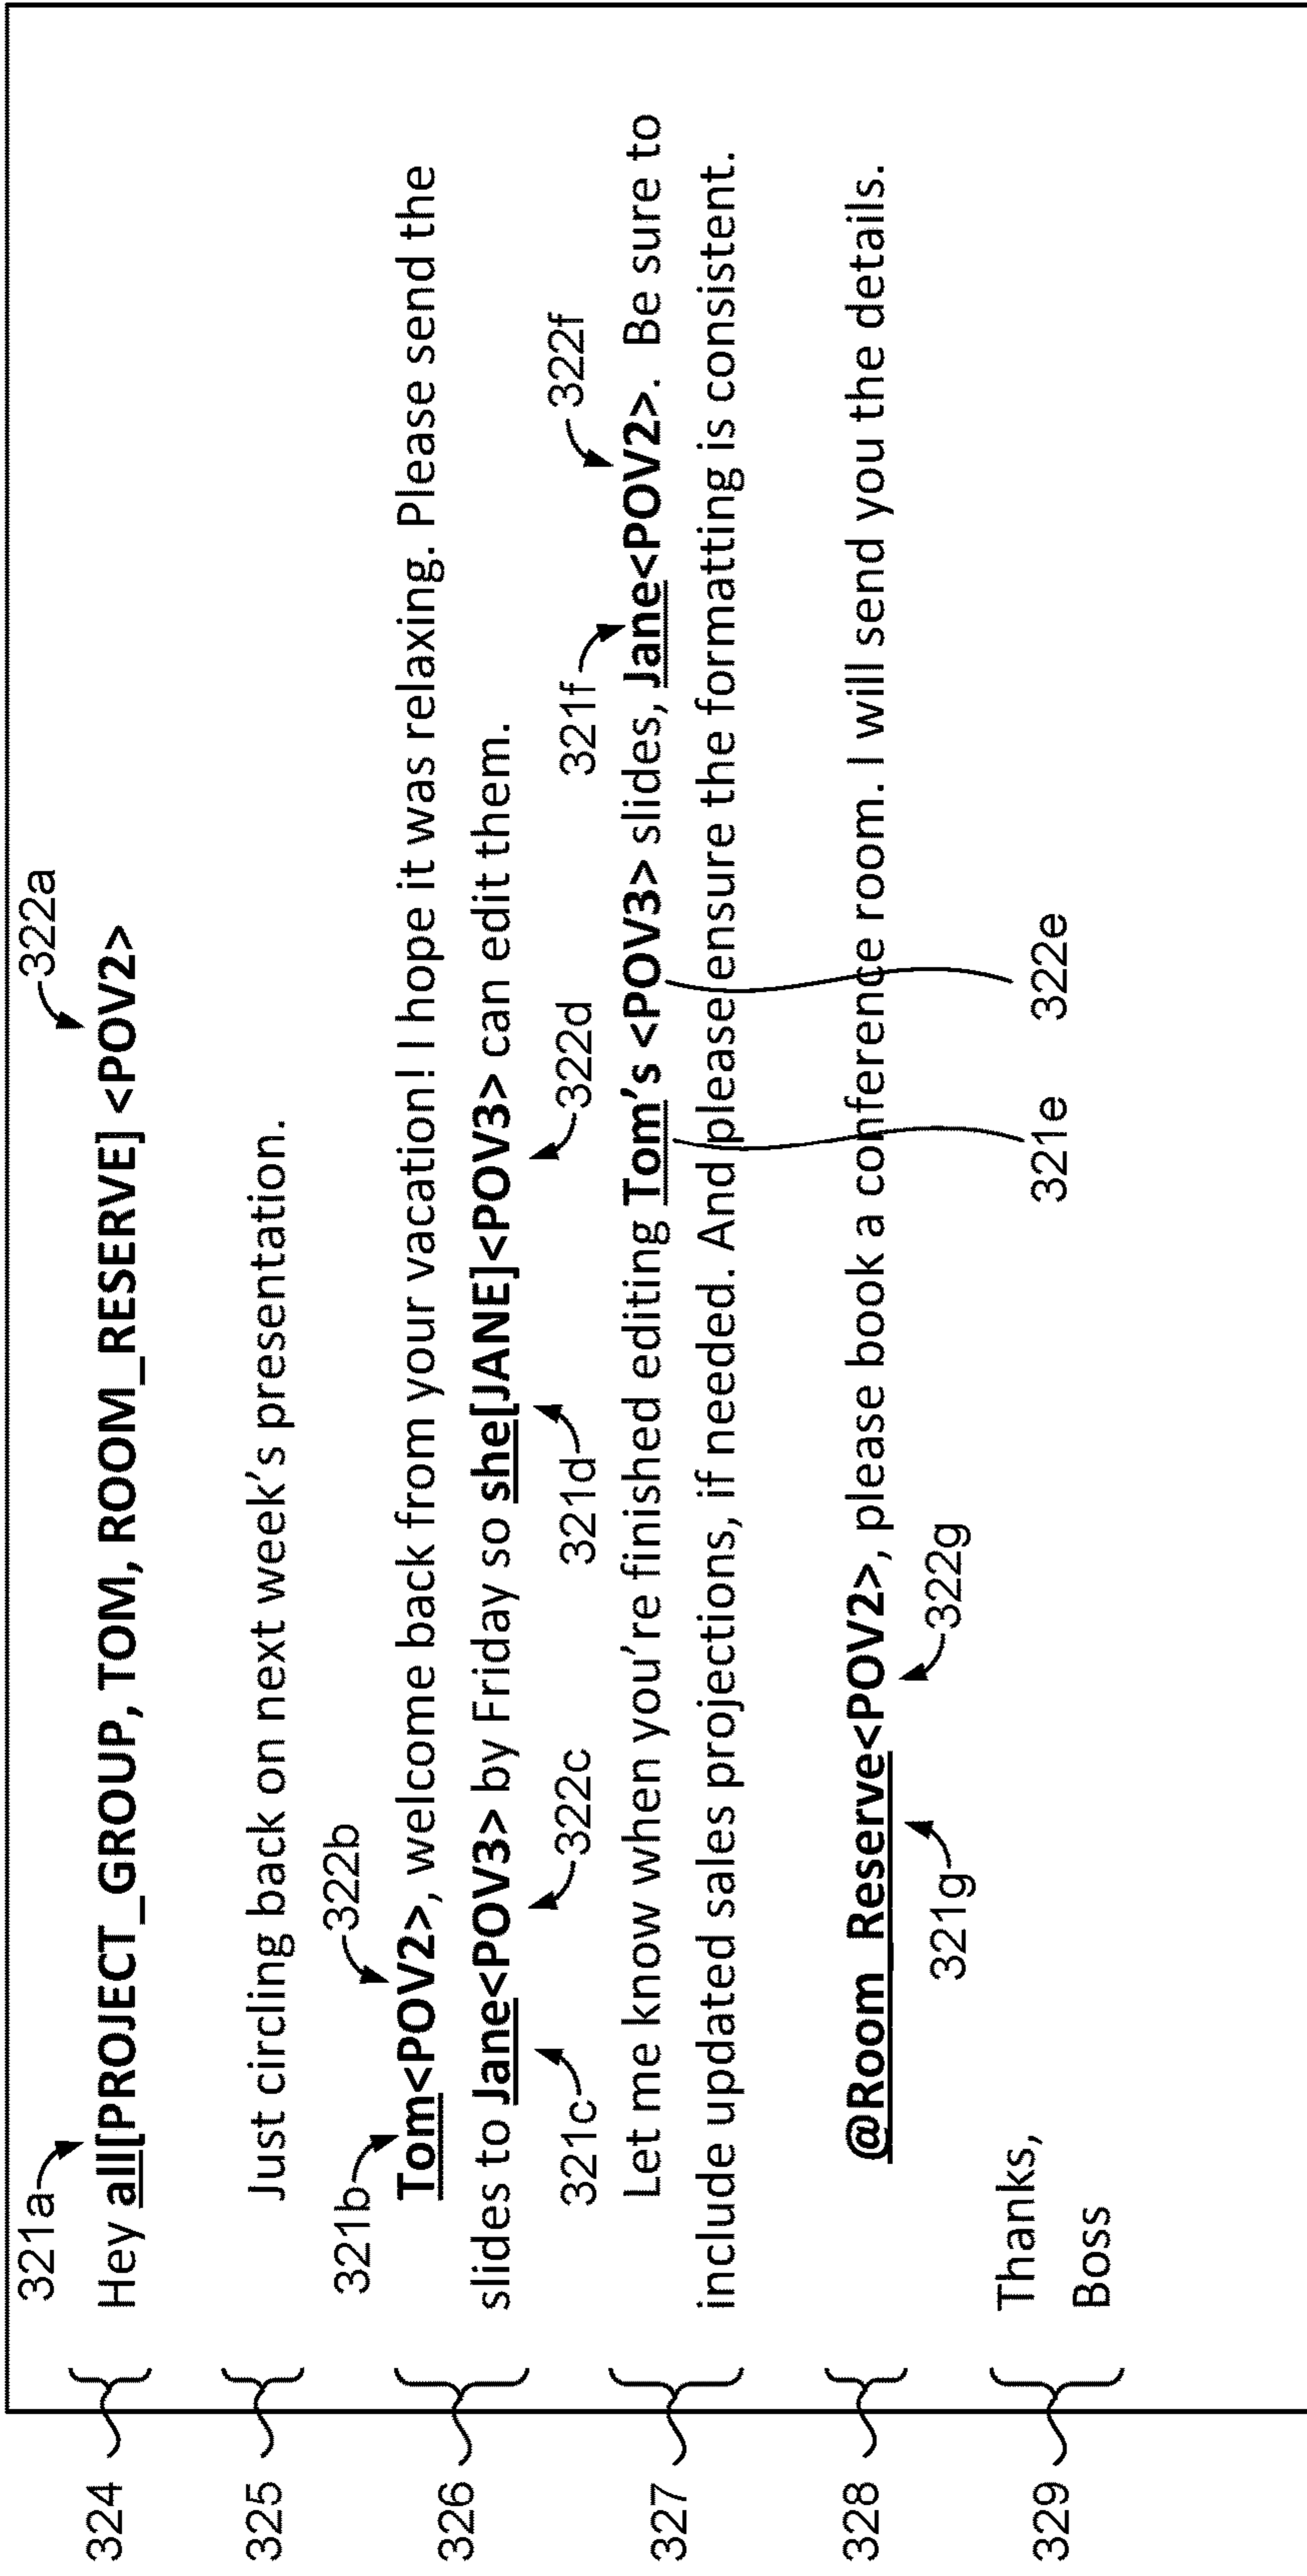 321a 322a
324 Hey all[PROJECT_GROUP, TOM, ROOM_RESERVE] <POV2>
325 Just circling back on next week's presentation.
321b 322b
326 Tom<POV2>, welcome back from your vacation! I hope it was relaxing. Please send the
slides to Jane<POV3> by Friday so she[JANE]<POV3> can edit them.
321c 322c 321d 322d 321f 322f
327 Let me know when you're finished editing Tom's <POV3> slides, Jane<POV2>. Be sure to
include updated sales projections, if needed. And please ensure the formatting is consistent.
328 @Room_Reserve<POV2>, please book a conference room. I will send you the details.
321g 322g
329 Thanks,
Boss
321e 322e